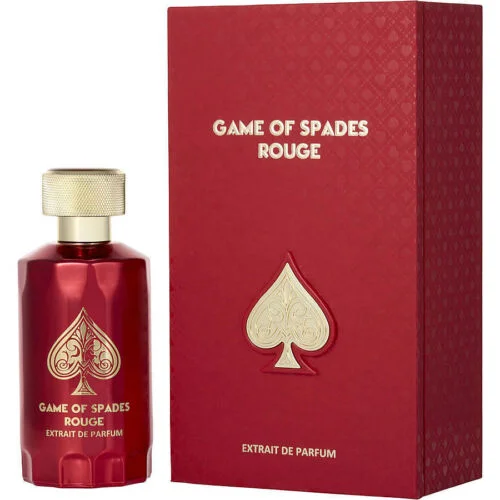 GAME OF SPADES
ROUGE
EXTRAIT DE PARFUM
GAME OF SPADES
ROUGE
EXTRAIT DE PARFUM